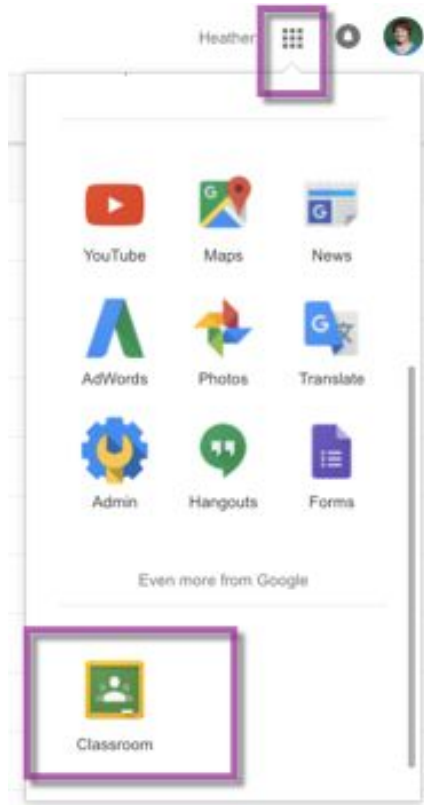 Heather
YouTube Maps News
AdWords Photos Translate
Admin Hangouts Forms
Even more from Google
Classroom